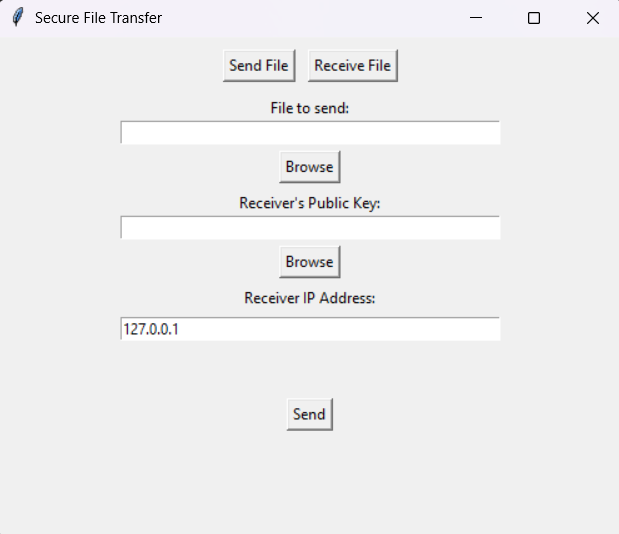 Secure File Transfer
Send File Receive File
File to send:
Browse
Receiver's Public Key:
Browse
Receiver IP Address:
127.0.0.1
Send